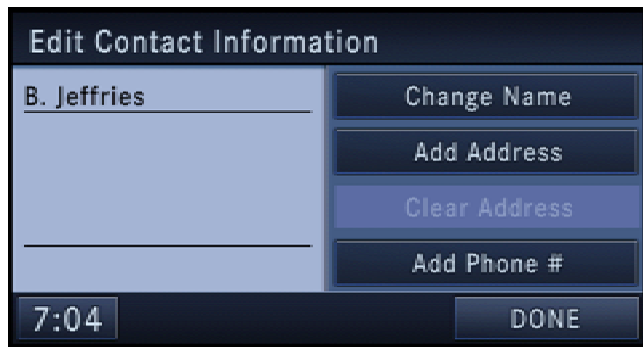 Edit Contact Information
B. Jeffries
Change Name
Add Address
Clear Address
Add Phone #
7:04
DONE